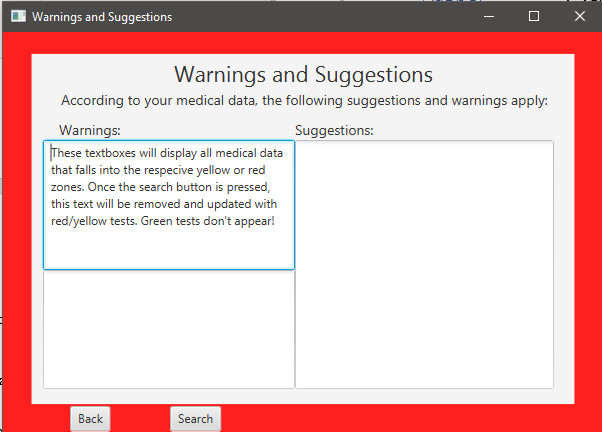 Warnings and Suggestions
Warnings and Suggestions
According to your medical data, the following suggestions and warnings apply:
Warnings:
Suggestions:
These textboxes will display all medical data
that falls into the respecive yellow or red
zones. Once the search button is pressed,
this text will be removed and updated with
red/yellow tests. Green tests don't appear!
Back
Search